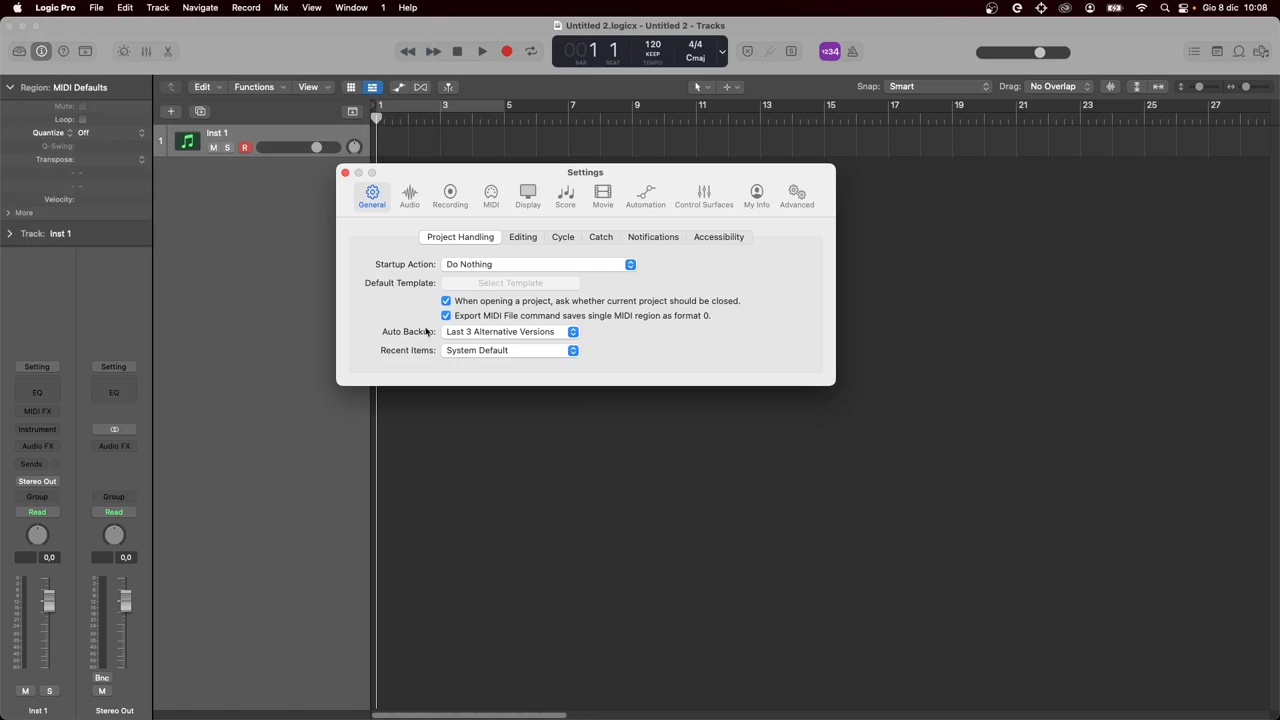 Logic Pro File Edit Track Navigate Record Mix View Window 1 Help Gio 8 dic 10:08
Untitled 2.logicx - Untitled 2 - Tracks
001 1 120 4/4
KEEP Cmaj
BAR BEAT TEMPO
1234
Region: MIDI Defaults Edit Functions View Snap: Smart Drag: No Overlap
Mute:
Loop:
Quantize Off
Q-Swing:
Transpose:
Velocity:
More
Track: Inst 1
1 3 5 7 9 11 13 15 17 19 21 23 25 27
1 Inst 1
M S R
Settings
General Audio Recording MIDI Display Score Movie Automation Control Surfaces My Info Advanced
Project Handling Editing Cycle Catch Notifications Accessibility
Startup Action: Do Nothing
Default Template: Select Template
When opening a project, ask whether current project should be closed.
Export MIDI File command saves single MIDI region as format 0.
Auto Backup: Last 3 Alternative Versions
Recent Items: System Default
Setting Setting
EQ EQ
MIDI FX
Instrument
Audio FX Audio FX
Sends
Stereo Out
Group Group
Read Read
0,0 0,0
Bnc
M S M
Inst 1 Stereo Out